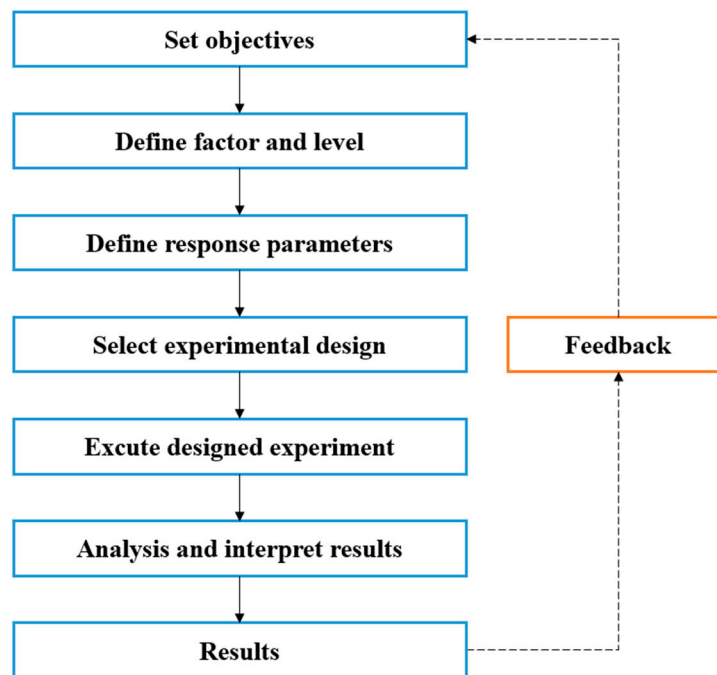 Set objectives
Define factor and level
Define response parameters
Select experimental design
Feedback
Excute designed experiment
Analysis and interpret results
Results